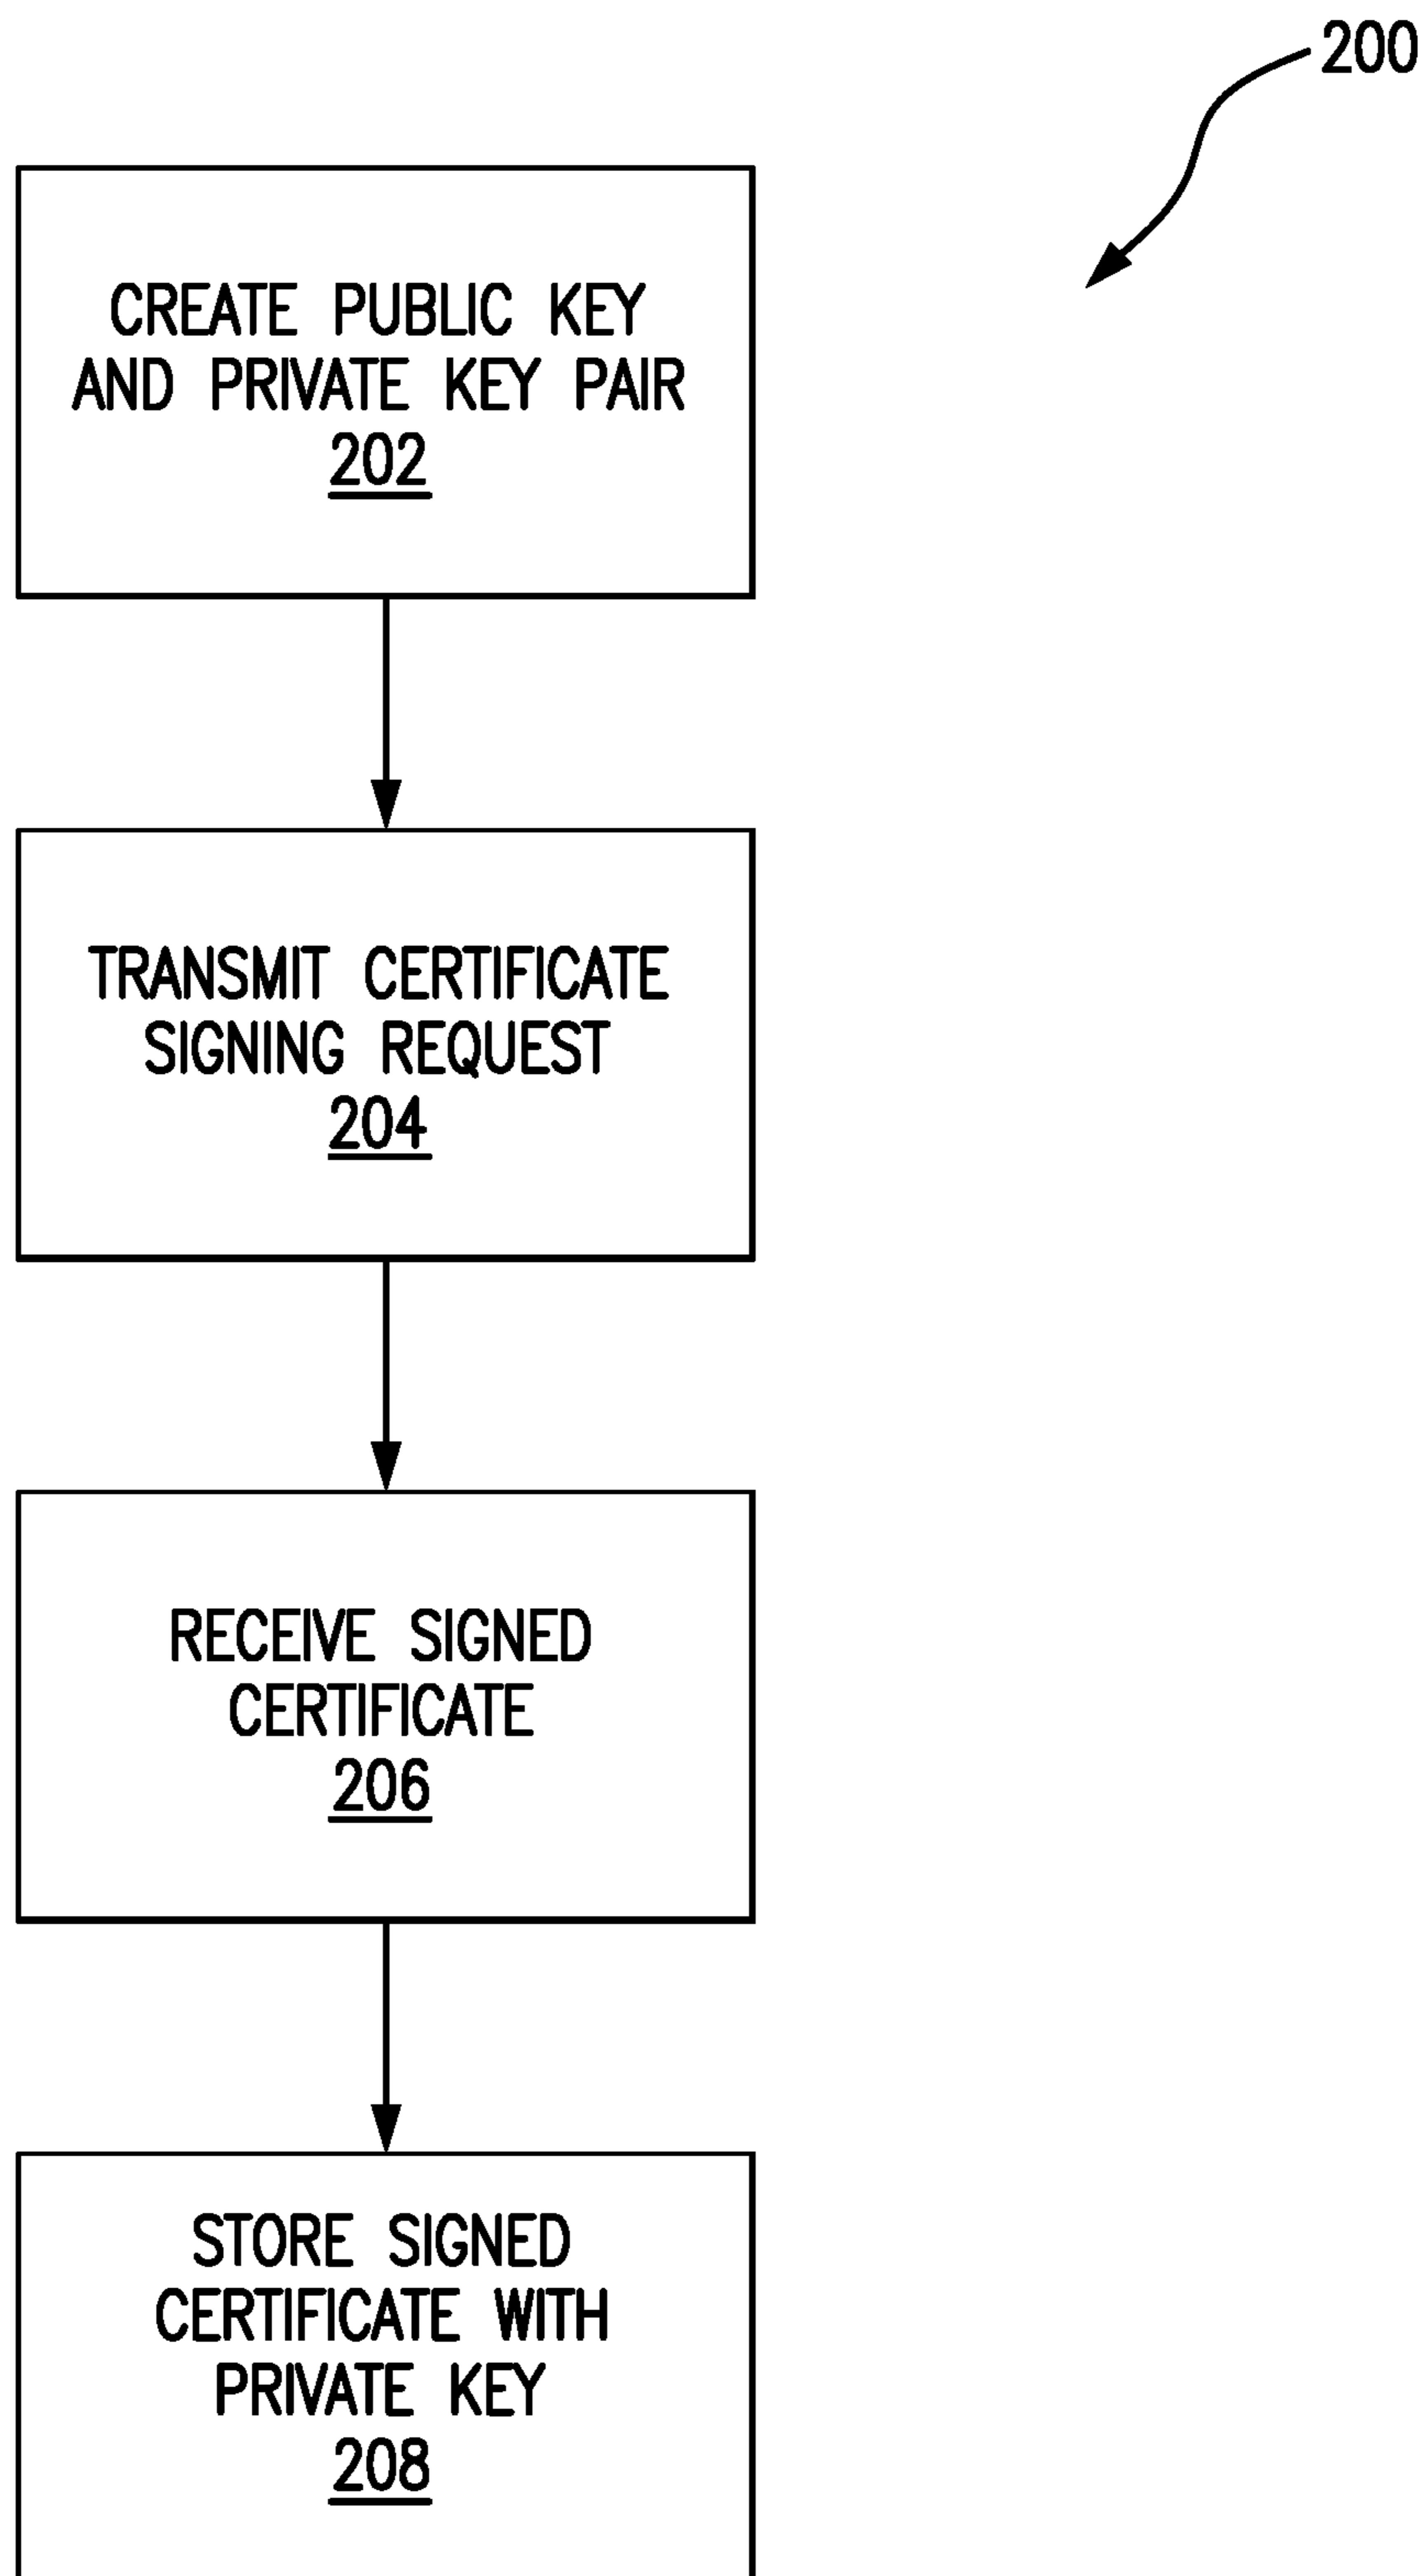 200
CREATE PUBLIC KEY
AND PRIVATE KEY PAIR
202
TRANSMIT CERTIFICATE
SIGNING REQUEST
204
RECEIVE SIGNED
CERTIFICATE
206
STORE SIGNED
CERTIFICATE WITH
PRIVATE KEY
208